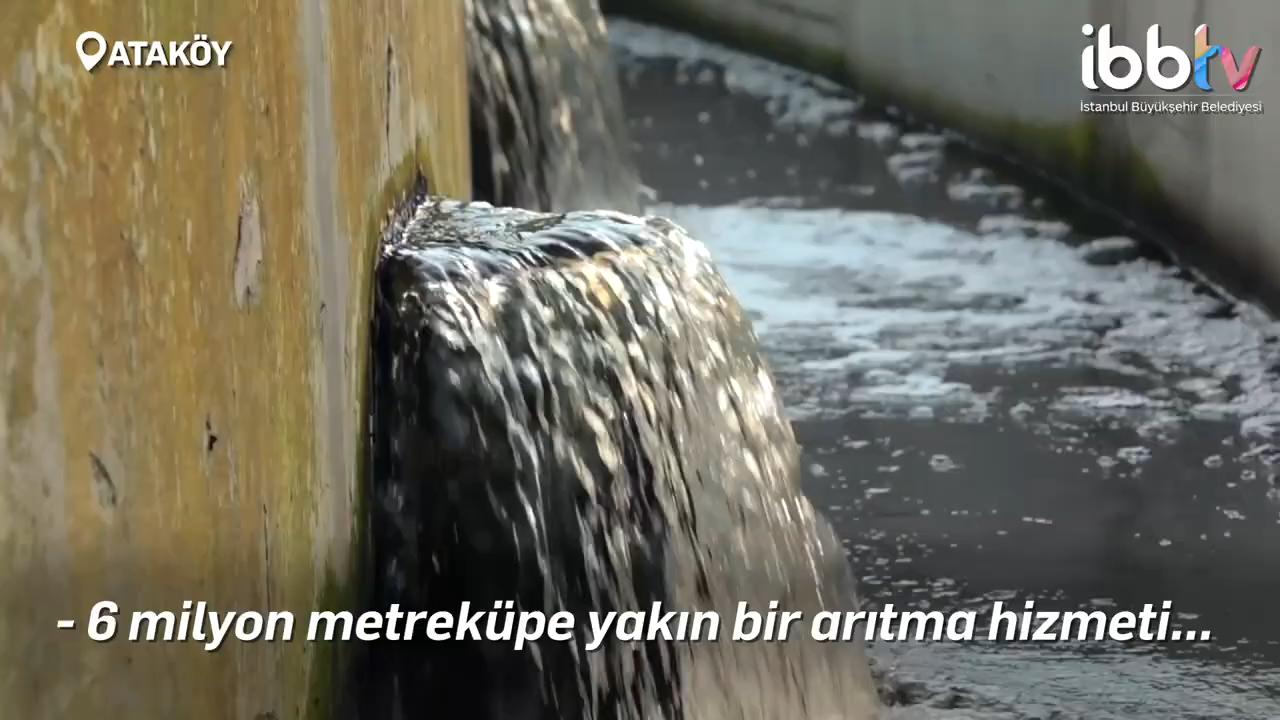 ATAKÖY
ibbtv
İstanbul Büyükşehir Belediyesi
- 6 milyon metreküpe yakın bir arıtma hizmeti...